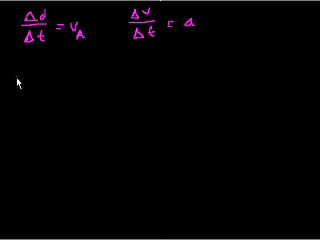 Δd/Δt = v_A    Δv/Δt = a